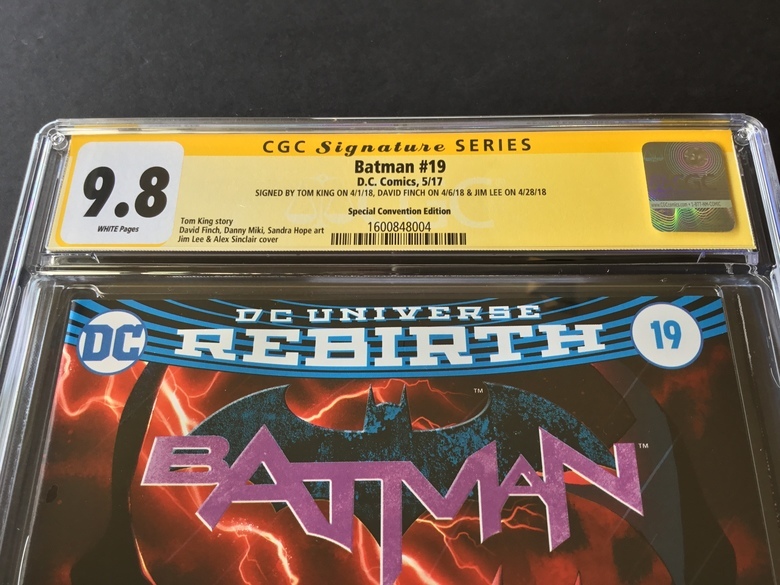 CGC Signature SERIES
9.8
WHITE Pages
Batman #19
D.C. Comics, 5/17
SIGNED BY TOM KING ON 4/1/18, DAVID FINCH ON 4/6/18 & JIM LEE ON 4/28/18
Special Convention Edition
Tom King story
David Finch, Danny Miki, Sandra Hope art
Jim Lee & Alex Sinclair cover
1600848004
DC UNIVERSE
DC
REBIRTH
19
TM
BATMAN
TM